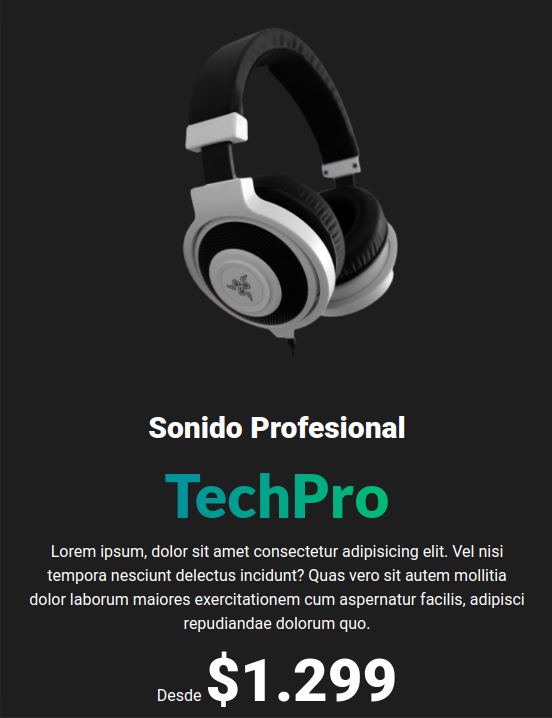 Sonido Profesional
TechPro
Lorem ipsum, dolor sit amet consectetur adipisicing elit. Vel nisi
tempora nesciunt delectus incidunt? Quas vero sit autem mollitia
dolor laborum maiores exercitationem cum aspernatur facilis, adipisci
repudiandae dolorum quo.
Desde $1.299